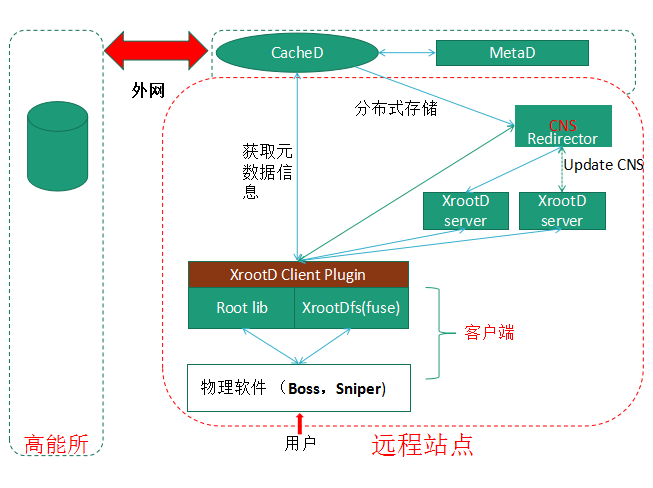 CacheD
MetaD
外网
分布式存储
CNS
Redirector
获取元
数据信
息
Update CNS
XrootD
server
XrootD
server
XrootD Client Plugin
Root lib
XrootDfs(fuse)
客户端
物理软件 （Boss，Sniper)
用户
高能所
远程站点